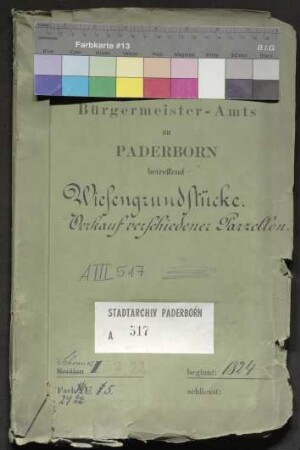 Farbkarte #13
B.I.G.
Bürgermeister-Amts
zu
PADERBORN
betreffend
Wiesengrundstücke.
Verkauf verschiedener Parzellen.
A III 517
STADTARCHIV PADERBORN
A 517
Section I
beginnt: 1824
Fach
schliesst: